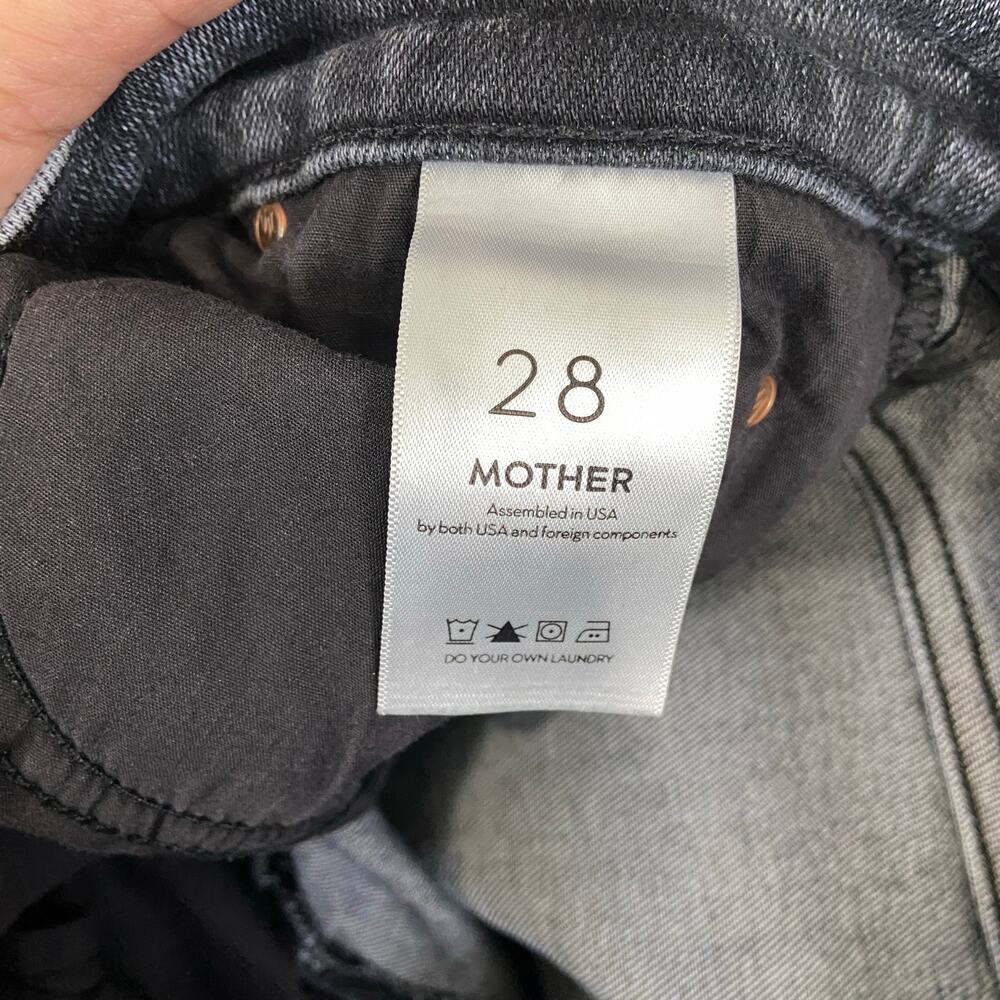 28
MOTHER
Assembled in USA
by both USA and foreign components
DO YOUR OWN LAUNDRY